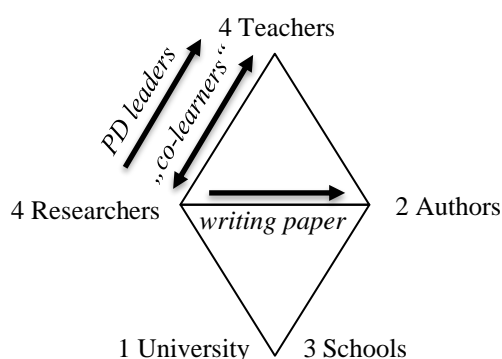 4 Teachers
PD leaders
„co-learners“
4 Researchers
2 Authors
writing paper
1 University
3 Schools